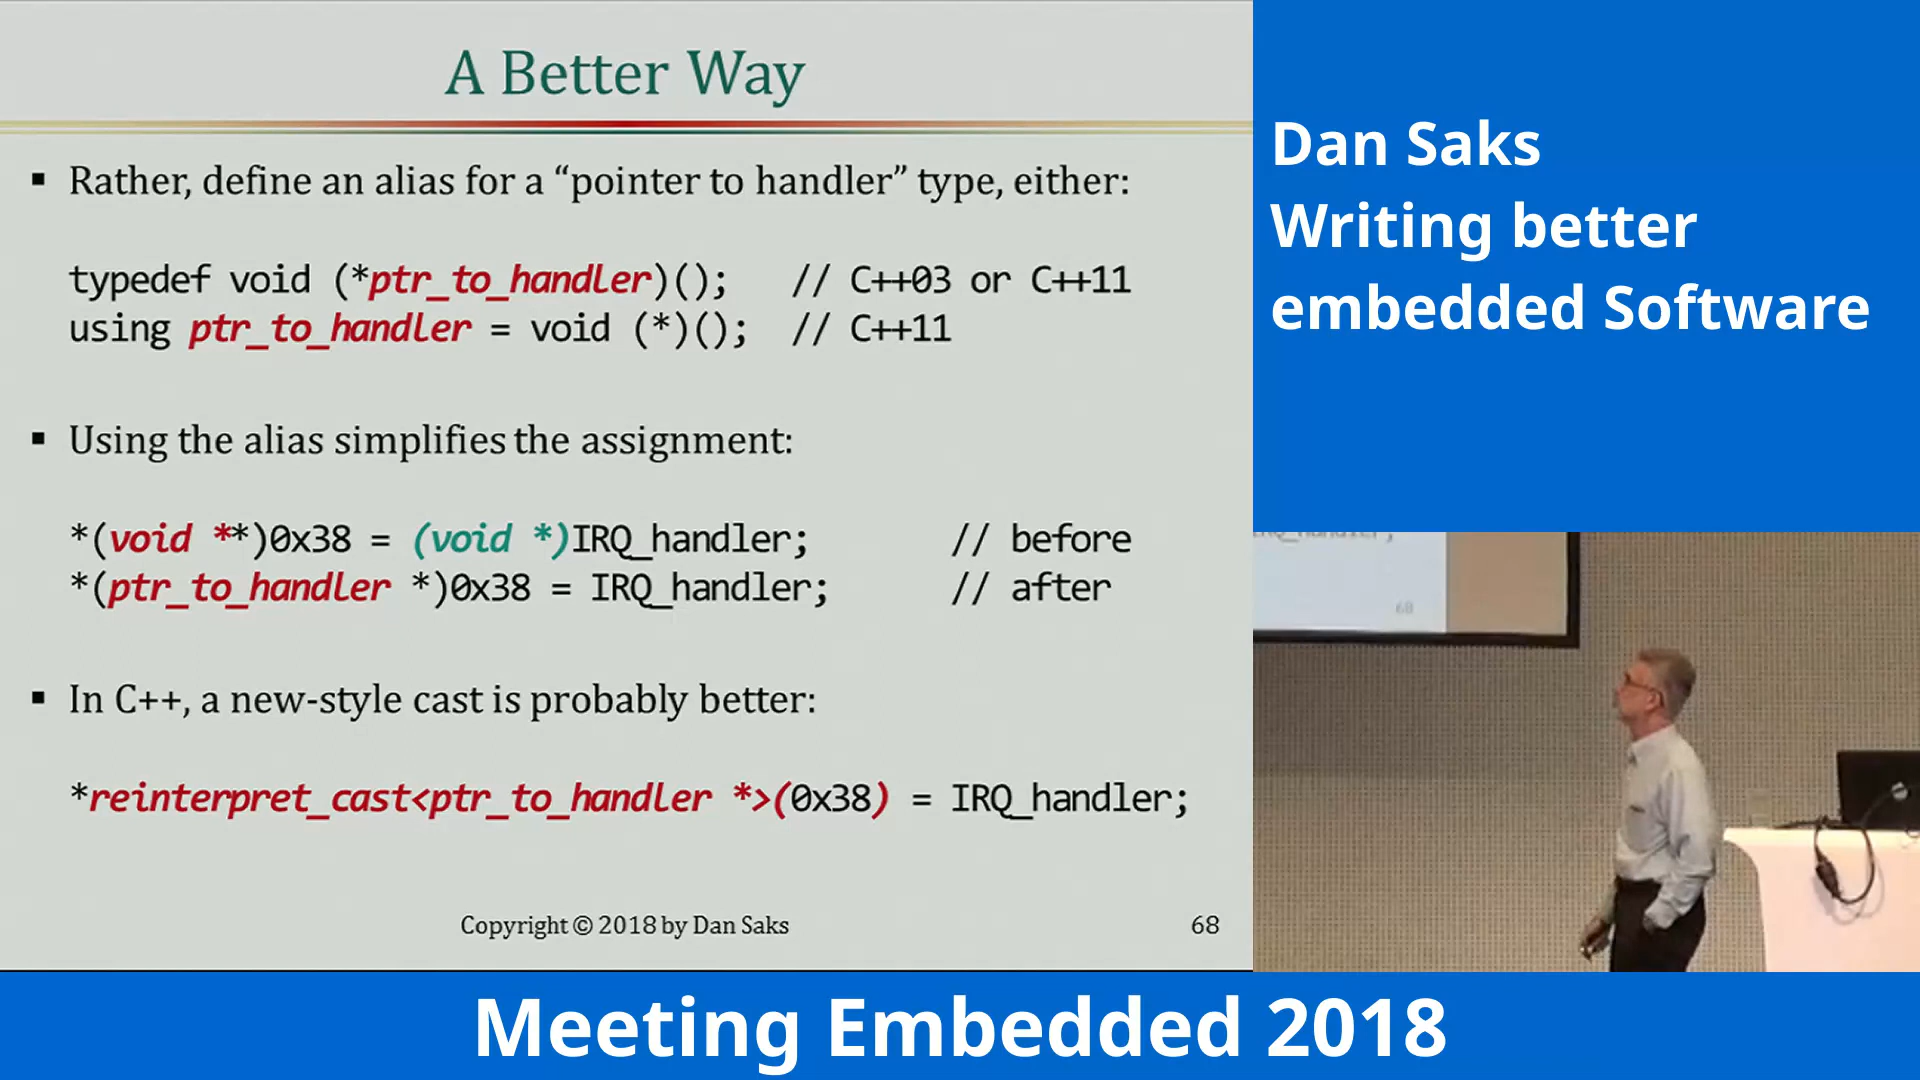 A Better Way
▪ Rather, define an alias for a “pointer to handler” type, either:
typedef void (*ptr_to_handler)();   // C++03 or C++11
using ptr_to_handler = void (*)();  // C++11
▪ Using the alias simplifies the assignment:
*(void **)0x38 = (void *)IRQ_handler;       // before
*(ptr_to_handler *)0x38 = IRQ_handler;      // after
▪ In C++, a new-style cast is probably better:
*reinterpret_cast<ptr_to_handler *>(0x38) = IRQ_handler;
Copyright © 2018 by Dan Saks
68
Dan Saks
Writing better
embedded Software
68
Meeting Embedded 2018